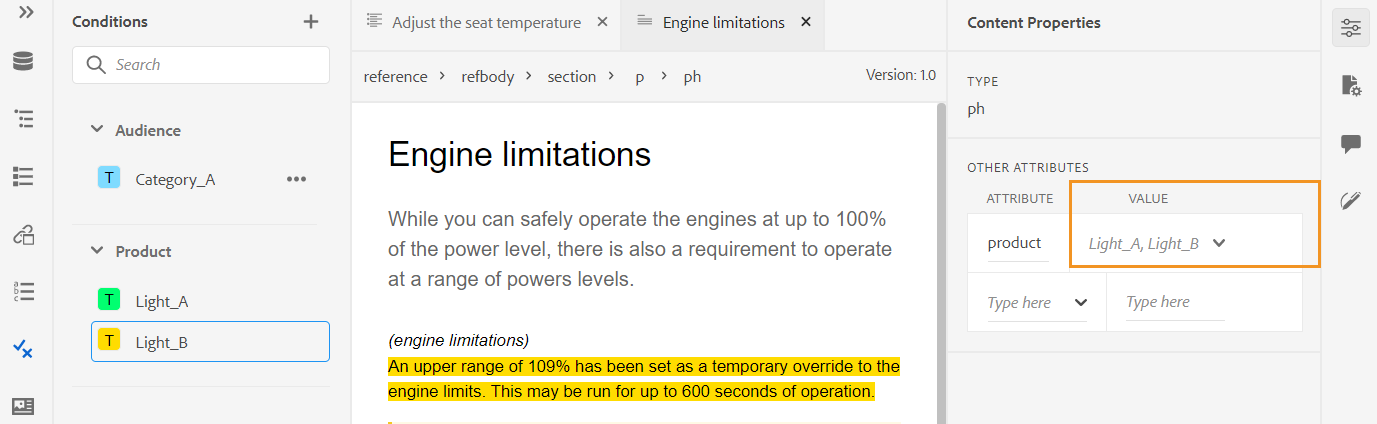 Conditions
Search
Audience
T Category_A
Product
T Light_A
T Light_B
Adjust the seat temperature
Engine limitations
reference > refbody > section > p > ph
Version: 1.0
Engine limitations
While you can safely operate the engines at up to 100%
of the power level, there is also a requirement to operate
at a range of powers levels.
(engine limitations)
An upper range of 109% has been set as a temporary override to the
engine limits. This may be run for up to 600 seconds of operation.
Content Properties
TYPE
ph
OTHER ATTRIBUTES
ATTRIBUTE VALUE
product Light_A, Light_B
Type here Type here